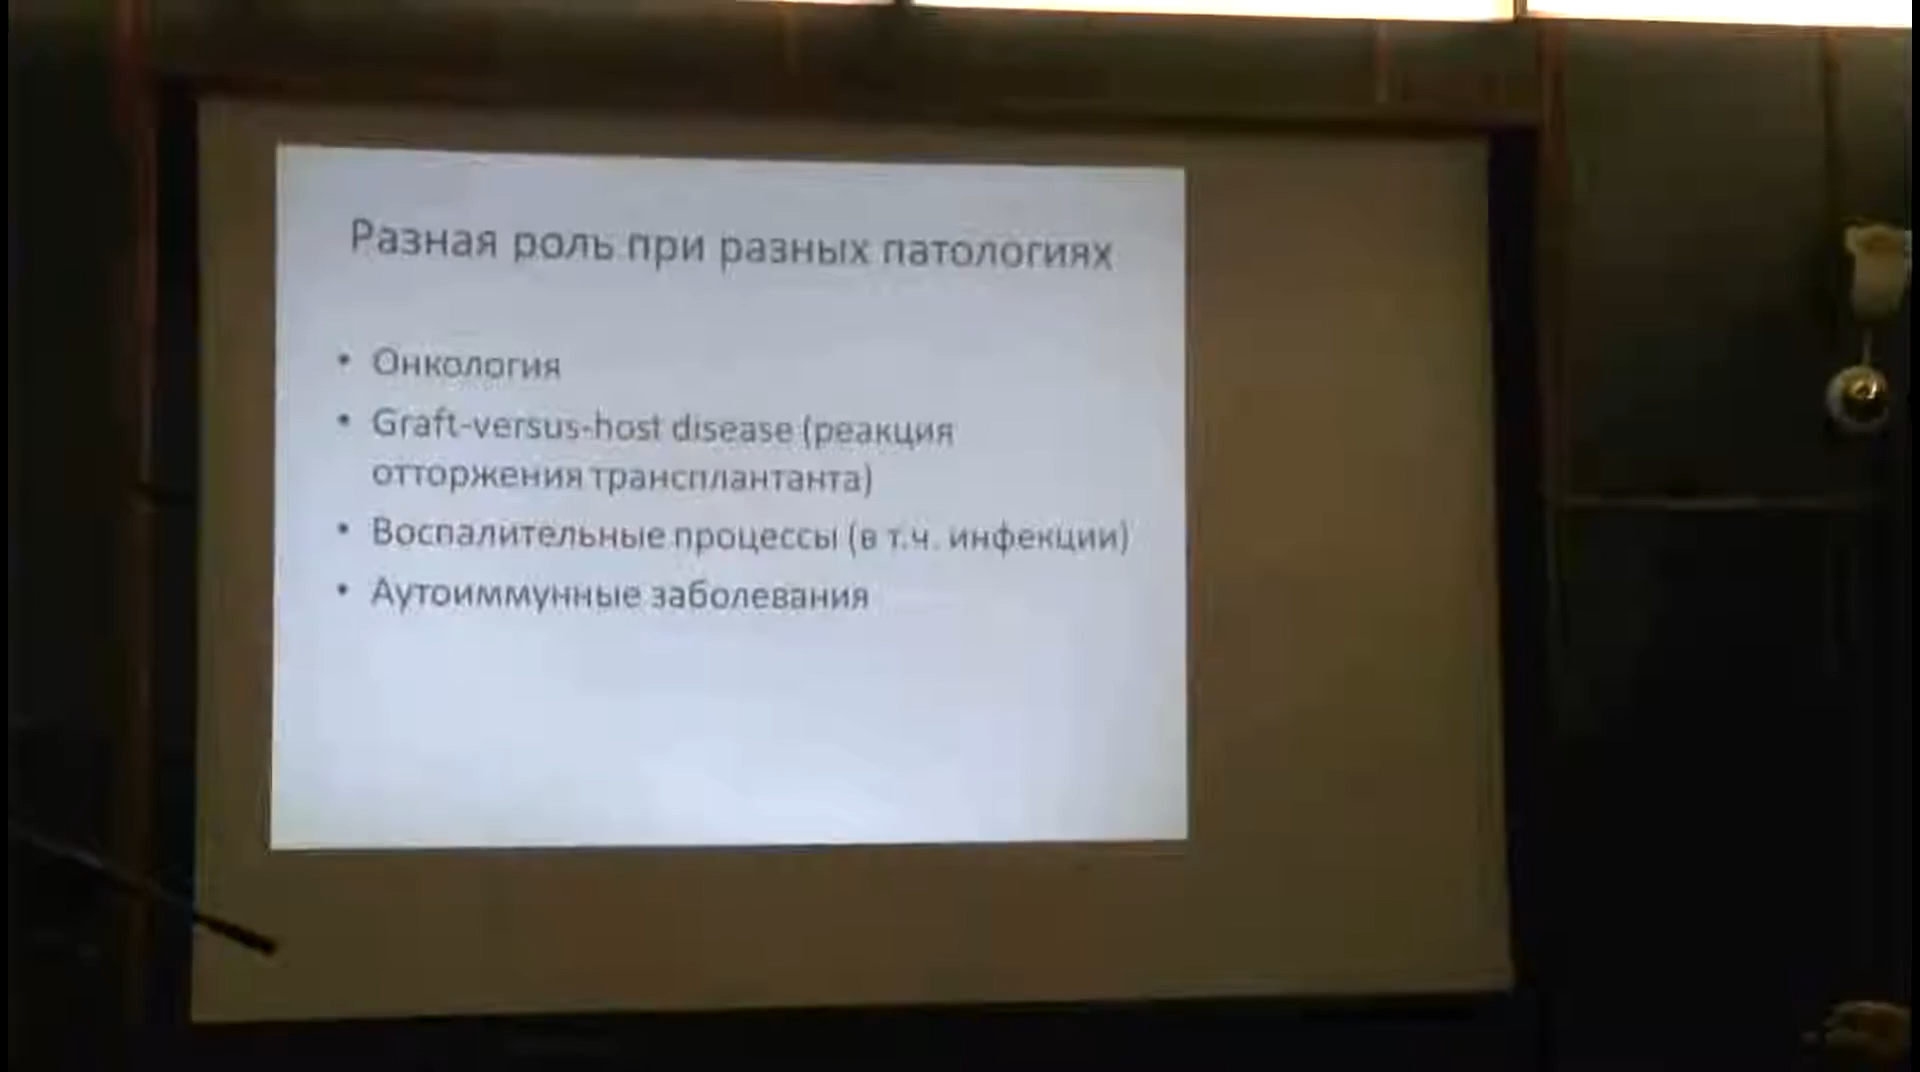 Разная роль при разных патологиях
• Онкология
• Graft-versus-host disease (реакция
отторжения трансплантанта)
• Воспалительные процессы (в т.ч. инфекции)
• Аутоиммунные заболевания